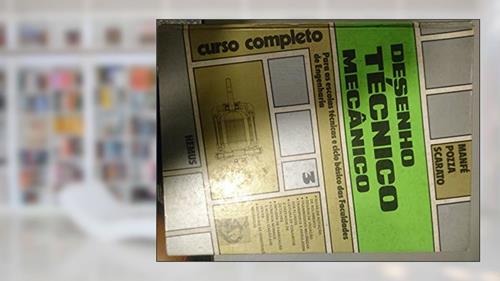 MANFÉ
POZZA
SCARATO
DESENHO
TÉCNICO
MECÂNICO
Para as escolas técnicas e ciclo básico das Faculdades
de Engenharia
curso completo
3
HEMUS